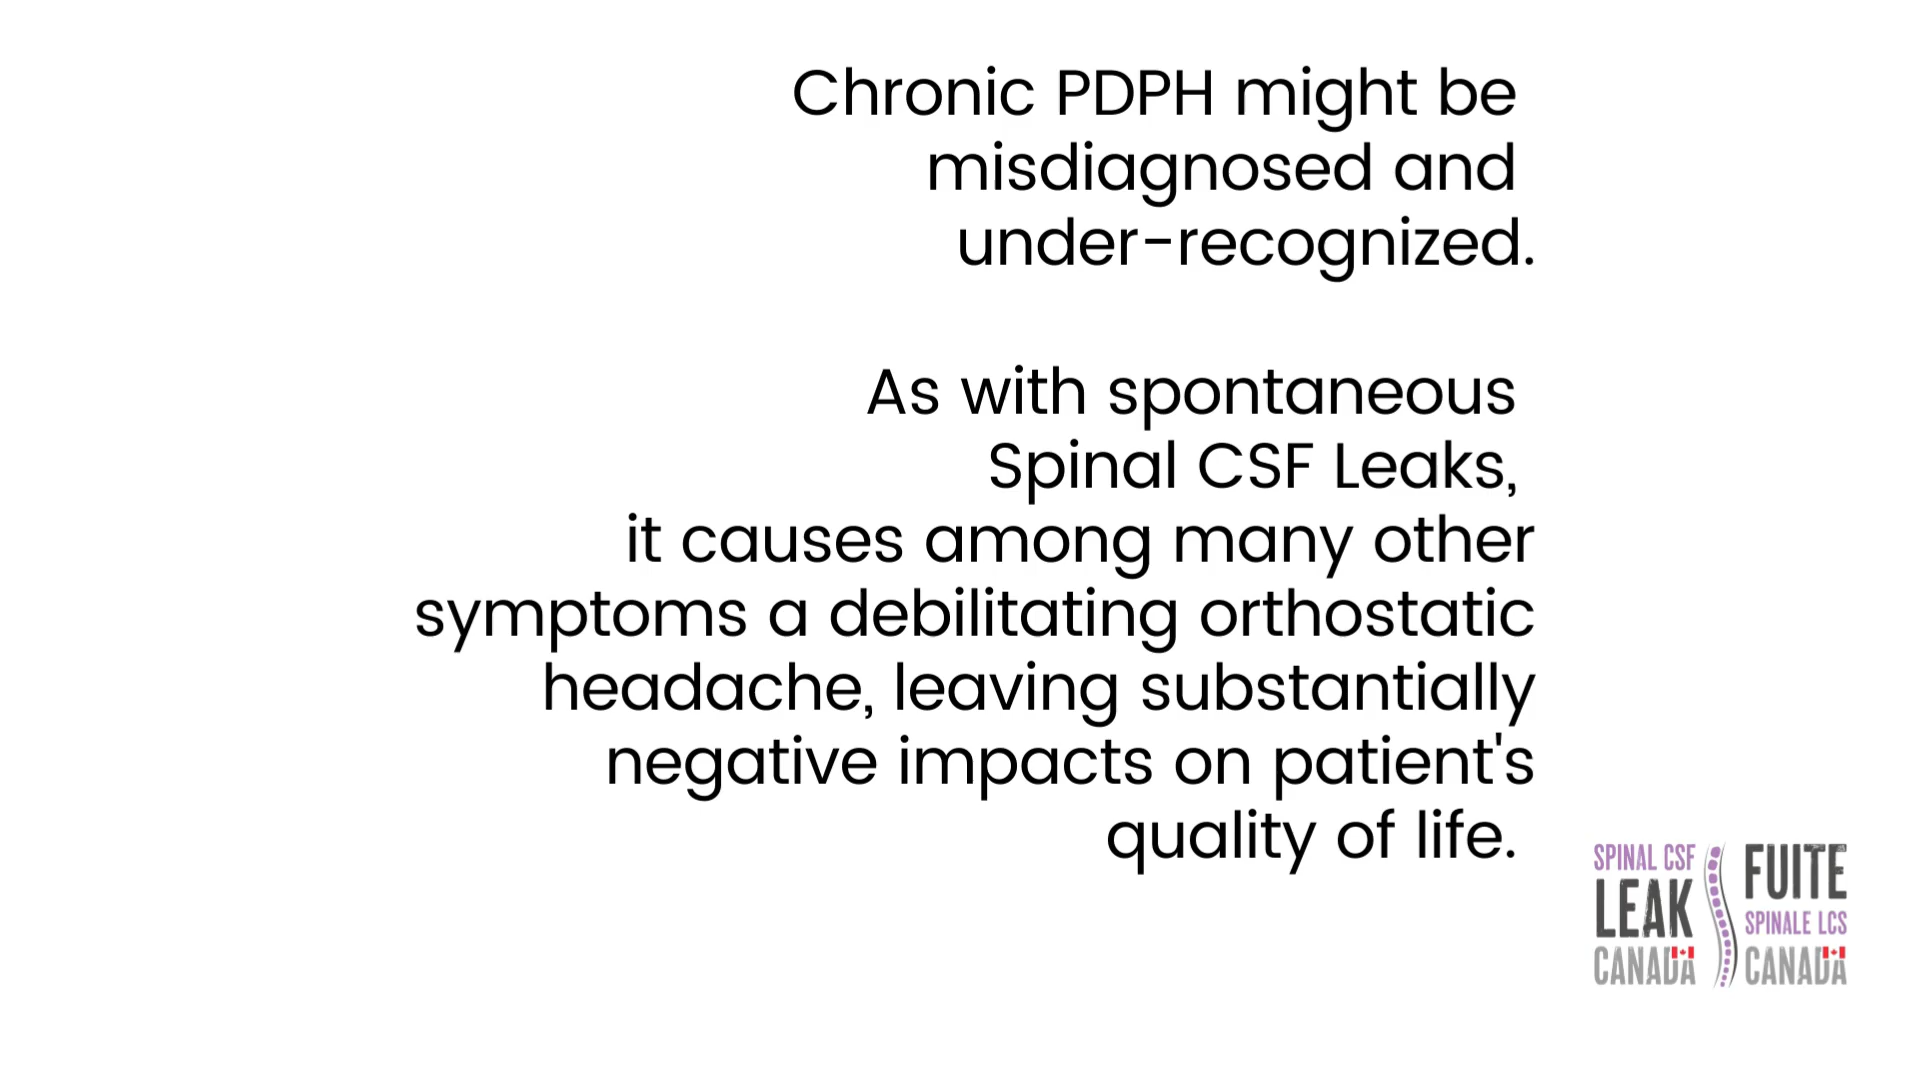 Chronic PDPH might be
misdiagnosed and
under-recognized.
As with spontaneous
Spinal CSF Leaks,
it causes among many other
symptoms a debilitating orthostatic
headache, leaving substantially
negative impacts on patient's
quality of life.
SPINAL CSF
LEAK
CANADA
FUITE
SPINALE LCS
CANADA